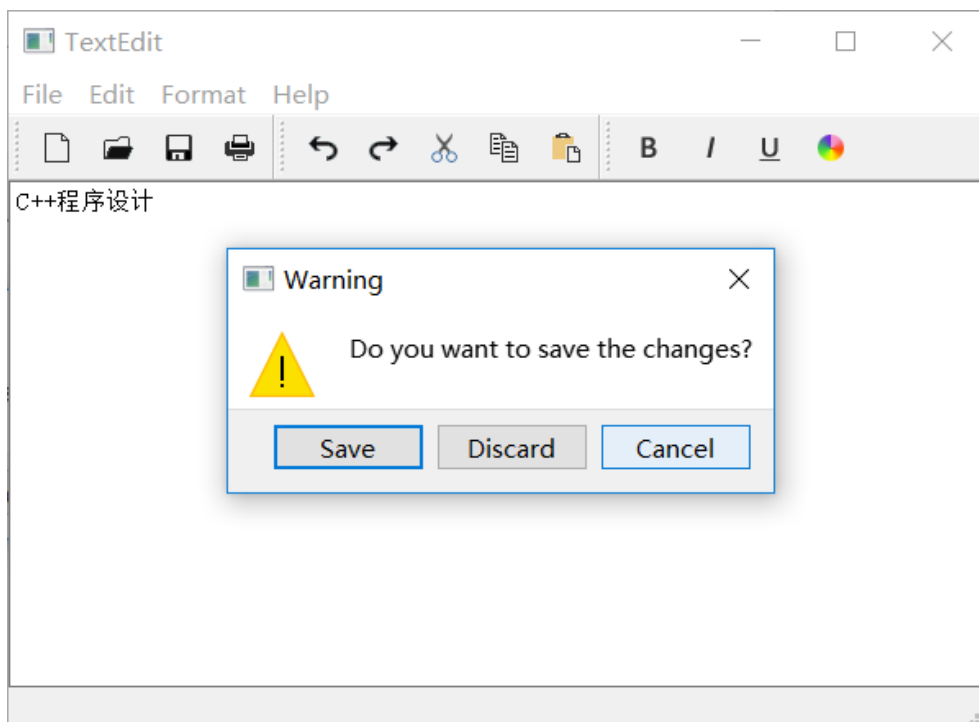 TextEdit
File Edit Format Help
B I U
C++程序设计
Warning
Do you want to save the changes?
Save Discard Cancel